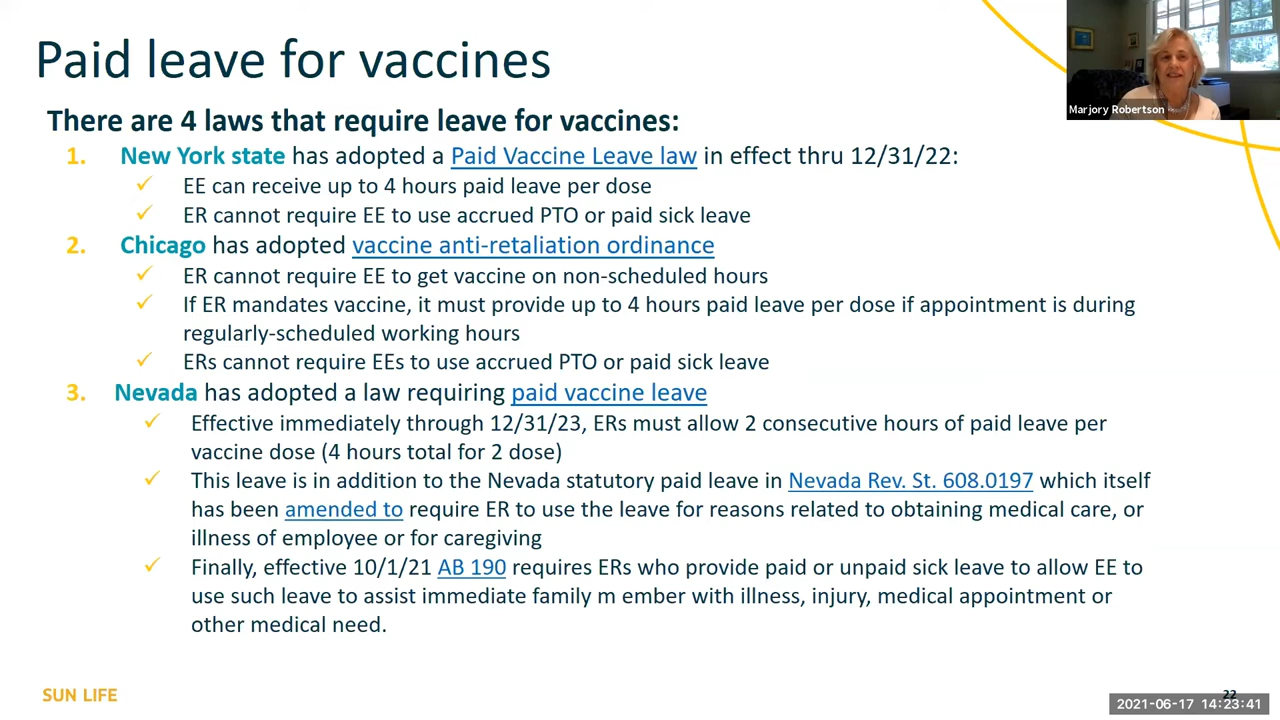 Paid leave for vaccines
Marjory Robertson
There are 4 laws that require leave for vaccines:
1. New York state has adopted a Paid Vaccine Leave law in effect thru 12/31/22:
✓ EE can receive up to 4 hours paid leave per dose
✓ ER cannot require EE to use accrued PTO or paid sick leave
2. Chicago has adopted vaccine anti-retaliation ordinance
✓ ER cannot require EE to get vaccine on non-scheduled hours
✓ If ER mandates vaccine, it must provide up to 4 hours paid leave per dose if appointment is during
regularly-scheduled working hours
✓ ERs cannot require EEs to use accrued PTO or paid sick leave
3. Nevada has adopted a law requiring paid vaccine leave
✓ Effective immediately through 12/31/23, ERs must allow 2 consecutive hours of paid leave per
vaccine dose (4 hours total for 2 dose)
✓ This leave is in addition to the Nevada statutory paid leave in Nevada Rev. St. 608.0197 which itself
has been amended to require ER to use the leave for reasons related to obtaining medical care, or
illness of employee or for caregiving
✓ Finally, effective 10/1/21 AB 190 requires ERs who provide paid or unpaid sick leave to allow EE to
use such leave to assist immediate family m ember with illness, injury, medical appointment or
other medical need.
SUN LIFE
22
2021-06-17 14:23:41